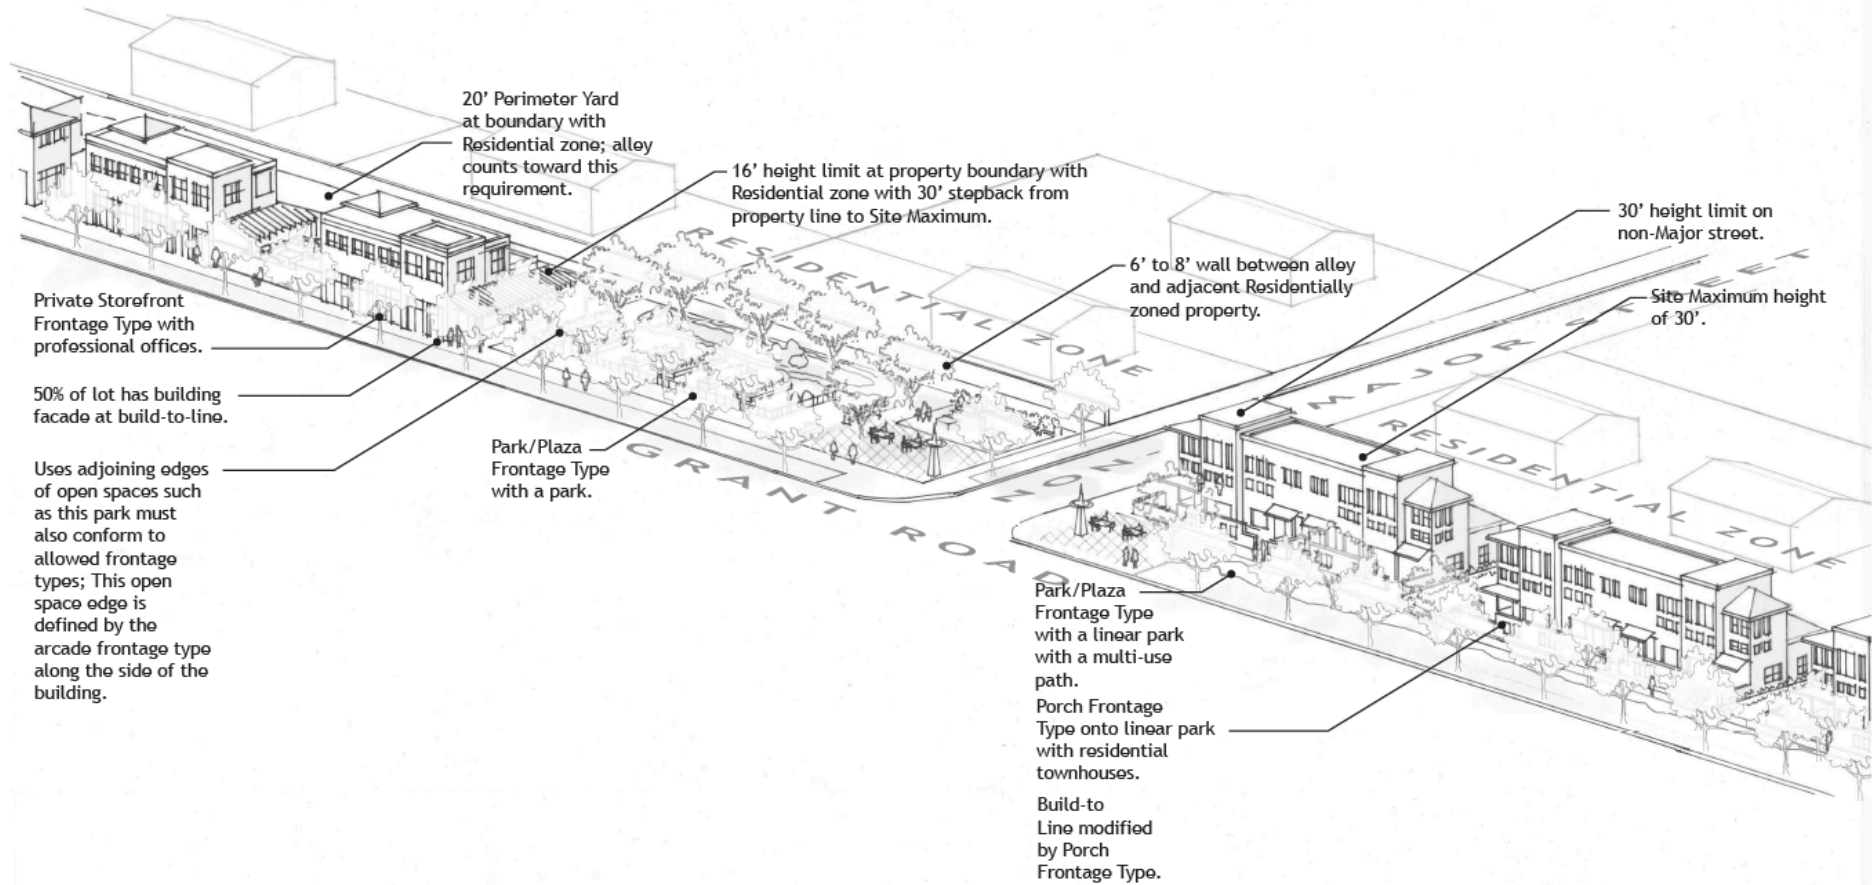 20' Perimeter Yard
at boundary with
Residential zone; alley
counts toward this
requirement.
16' height limit at property boundary with
Residential zone with 30' stepback from
property line to Site Maximum.
30' height limit on
non-Major street.
6' to 8' wall between alley
and adjacent Residentially
zoned property.
Site Maximum height
of 30'.
Private Storefront
Frontage Type with
professional offices.
50% of lot has building
facade at build-to-line.
Uses adjoining edges
of open spaces such
as this park must
also conform to
allowed frontage
types; This open
space edge is
defined by the
arcade frontage type
along the side of the
building.
Park/Plaza
Frontage Type
with a park.
RESIDENTIAL ZONE
GRANT ROAD
MAJOR
RESIDENTIAL ZONE
Park/Plaza
Frontage Type
with a linear park
with a multi-use
path.
Porch Frontage
Type onto linear park
with residential
townhouses.
Build-to
Line modified
by Porch
Frontage Type.